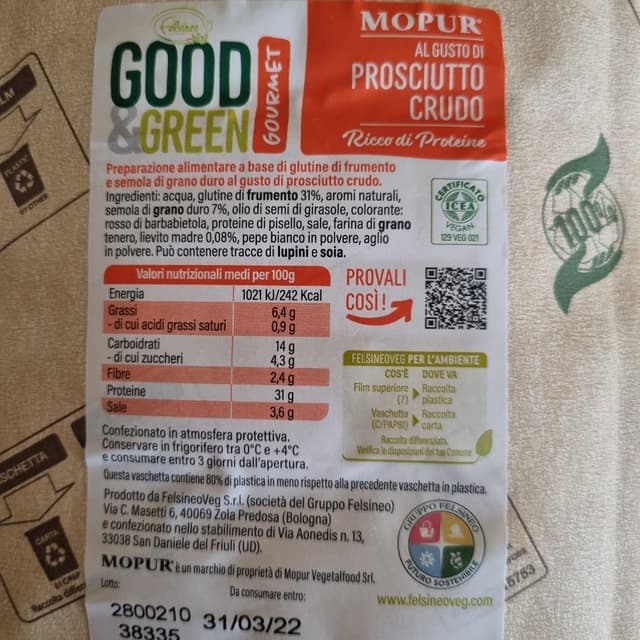 Felsineo
Veg
GOOD
&GREEN
GOURMET
MOPUR®
AL GUSTO DI
PROSCIUTTO
CRUDO
Ricco di Proteine
Preparazione alimentare a base di glutine di frumento
e semola di grano duro al gusto di prosciutto crudo.
Ingredienti: acqua, glutine di frumento 31%, aromi naturali,
semola di grano duro 7%, olio di semi di girasole, colorante:
rosso di barbabietola, proteine di pisello, sale, farina di grano
tenero, lievito madre 0,08%, pepe bianco in polvere, aglio
in polvere. Può contenere tracce di lupini e soia.
CERTIFICATO
ICEA
VEGAN
129 VEG 021
Valori nutrizionali medi per 100g
Energia 1021 kJ/242 Kcal
Grassi 6,4 g
- di cui acidi grassi saturi 0,9 g
Carboidrati 14 g
- di cui zuccheri 4,3 g
Fibre 2,4 g
Proteine 31 g
Sale 3,6 g
PROVALI
COSÌ!
FELSINEOVEG PER L'AMBIENTE
COS'È DOVE VA
Film superiore (7) Raccolta plastica
Vaschetta (C/PAP81) Raccolta carta
Raccolta differenziata.
Verifica le disposizioni del tuo Comune
Confezionato in atmosfera protettiva.
Conservare in frigorifero tra 0°C e +4°C
e consumare entro 3 giorni dall'apertura.
Questa vaschetta contiene 80% di plastica in meno rispetto alla precedente vaschetta in plastica.
Prodotto da FelsineoVeg S.r.l. (società del Gruppo Felsineo)
Via C. Masetti 6, 40069 Zola Predosa (Bologna)
e confezionato nello stabilimento di Via Aonedis n. 13,
33038 San Daniele del Friuli (UD).
MOPUR® è un marchio di proprietà di Mopur Vegetalfood Srl.
GRUPPO FELSINEO
FUTURO SOSTENIBILE
www.felsineoveg.com
Lotto: Da consumare entro:
2800210 31/03/22
38335
100%
PLASTIC
7 OTHER
CARTA
Raccolta differ